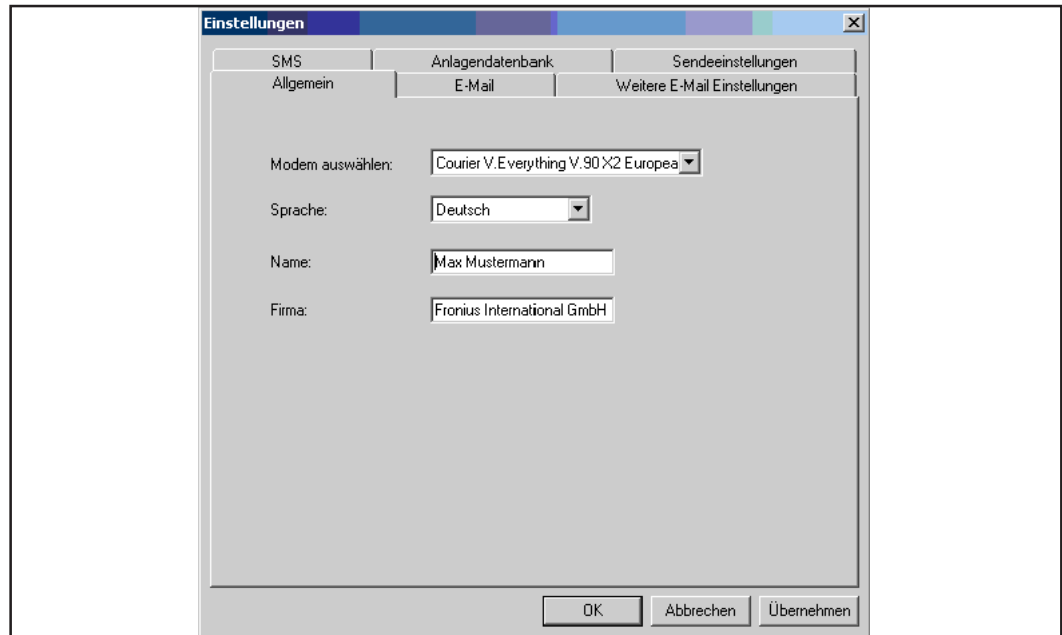 Einstellungen
SMS Anlagendatenbank Sendeeinstellungen
Allgemein E-Mail Weitere E-Mail Einstellungen
Modem auswählen: Courier V.Everything V.90 X2 Europea
Sprache: Deutsch
Name: Max Mustermann
Firma: Fronius International GmbH
OK Abbrechen Übernehmen